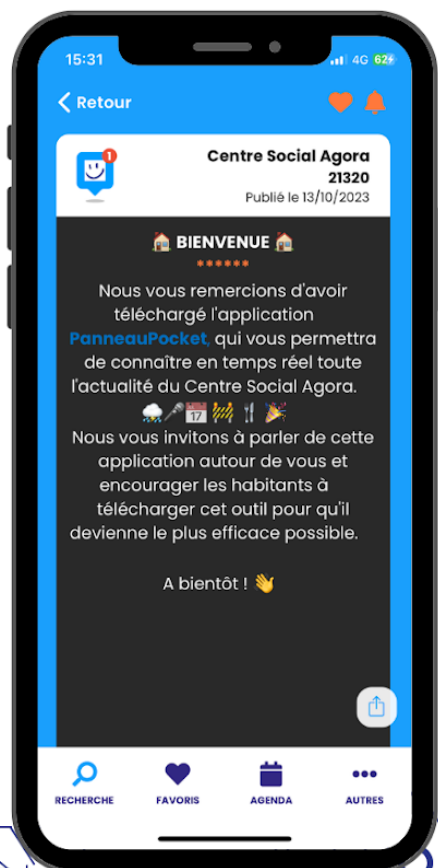 15:31
4G 62
Retour
1
Centre Social Agora
21320
Publié le 13/10/2023
🏠 BIENVENUE 🏠
******
Nous vous remercions d'avoir
téléchargé l'application
PanneauPocket, qui vous permettra
de connaître en temps réel toute
l'actualité du Centre Social Agora.
🌧️🎤📅🚧🍴🎉
Nous vous invitons à parler de cette
application autour de vous et
encourager les habitants à
télécharger cet outil pour qu'il
devienne le plus efficace possible.
A bientôt ! 👋
RECHERCHE FAVORIS AGENDA AUTRES